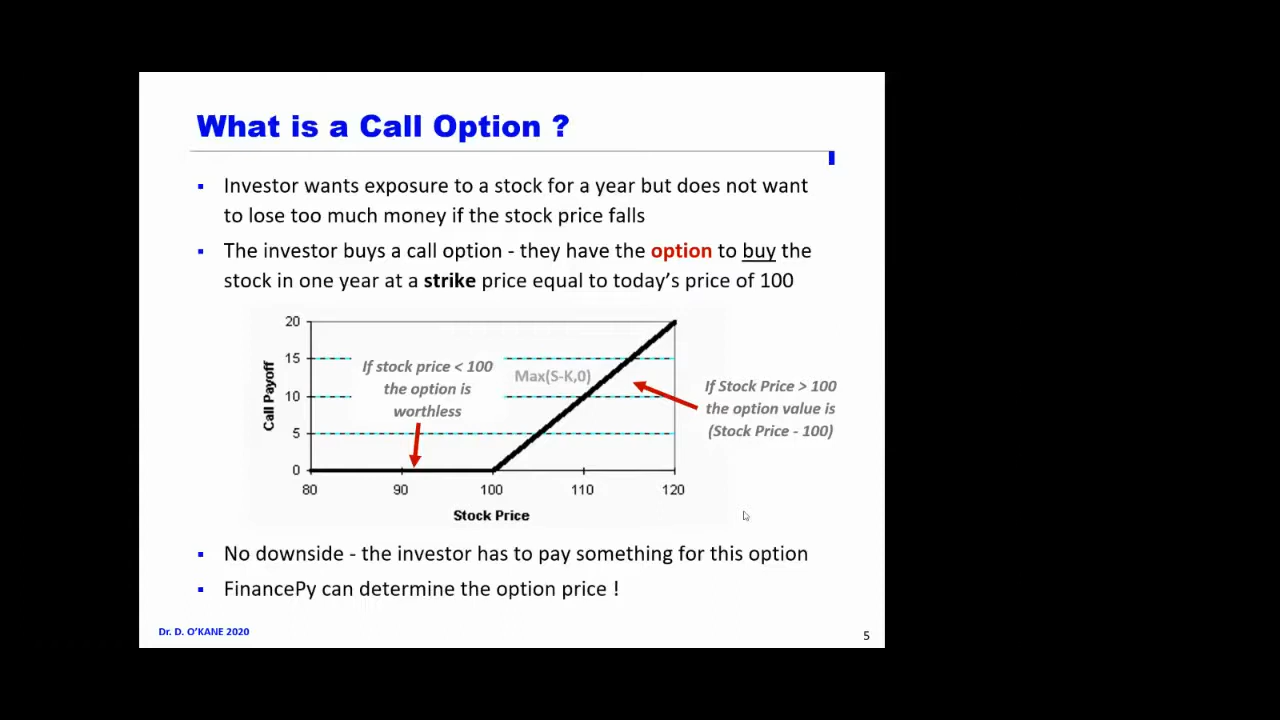 What is a Call Option ?
Investor wants exposure to a stock for a year but does not want
to lose too much money if the stock price falls
The investor buys a call option - they have the option to buy the
stock in one year at a strike price equal to today's price of 100
20
15
10
5
0
Call Payoff
If stock price < 100
the option is
worthless
Max(S-K,0)
If Stock Price > 100
the option value is
(Stock Price - 100)
80 90 100 110 120
Stock Price
No downside - the investor has to pay something for this option
FinancePy can determine the option price !
Dr. D. O'KANE 2020
5